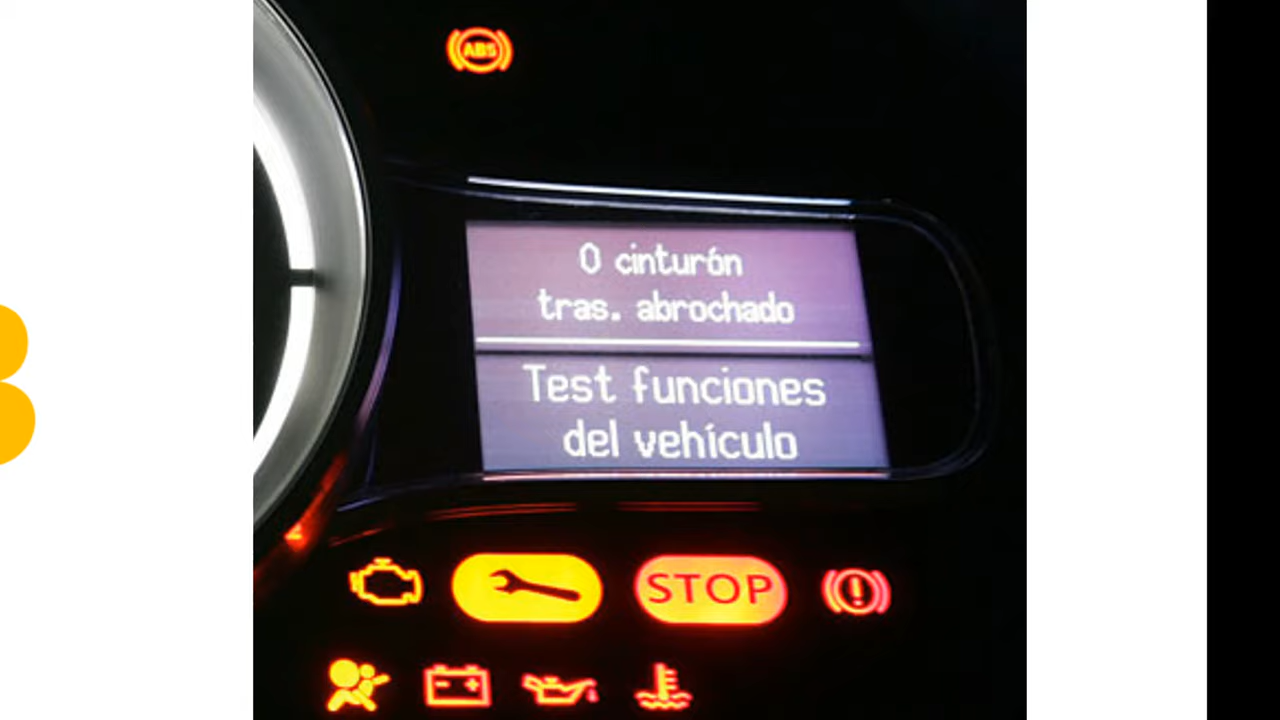 ABS
0 cinturón
tras. abrochado
Test funciones
del vehículo
STOP